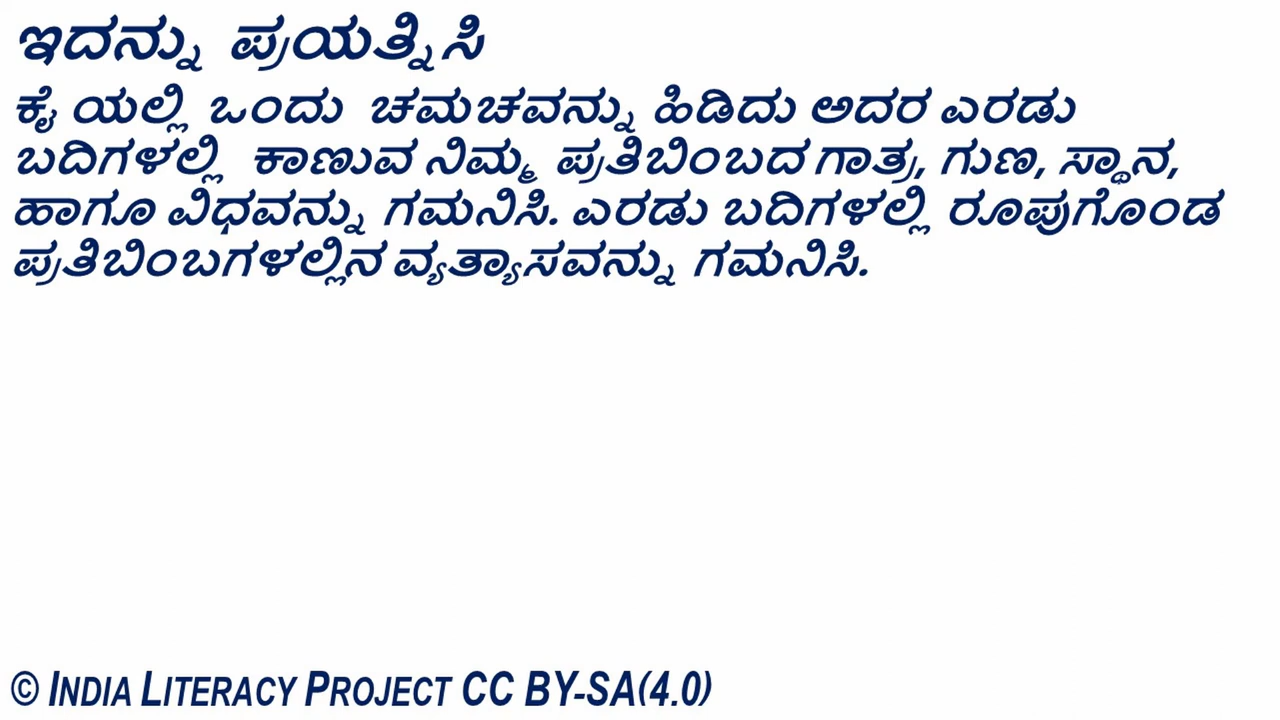 ಇದನ್ನು ಪ್ರಯತ್ನಿಸಿ
ಕೈ ಯಲ್ಲಿ ಒಂದು ಚಮಚವನ್ನು ಹಿಡಿದು ಅದರ ಎರಡು
ಬದಿಗಳಲ್ಲಿ ಕಾಣುವ ನಿಮ್ಮ ಪ್ರತಿಬಿಂಬದ ಗಾತ್ರ, ಗುಣ, ಸ್ಥಾನ,
ಹಾಗೂ ವಿಧವನ್ನು ಗಮನಿಸಿ. ಎರಡು ಬದಿಗಳಲ್ಲಿ ರೂಪುಗೊಂಡ
ಪ್ರತಿಬಿಂಬಗಳಲ್ಲಿನ ವ್ಯತ್ಯಾಸವನ್ನು ಗಮನಿಸಿ.
© INDIA LITERACY PROJECT CC BY-SA(4.0)